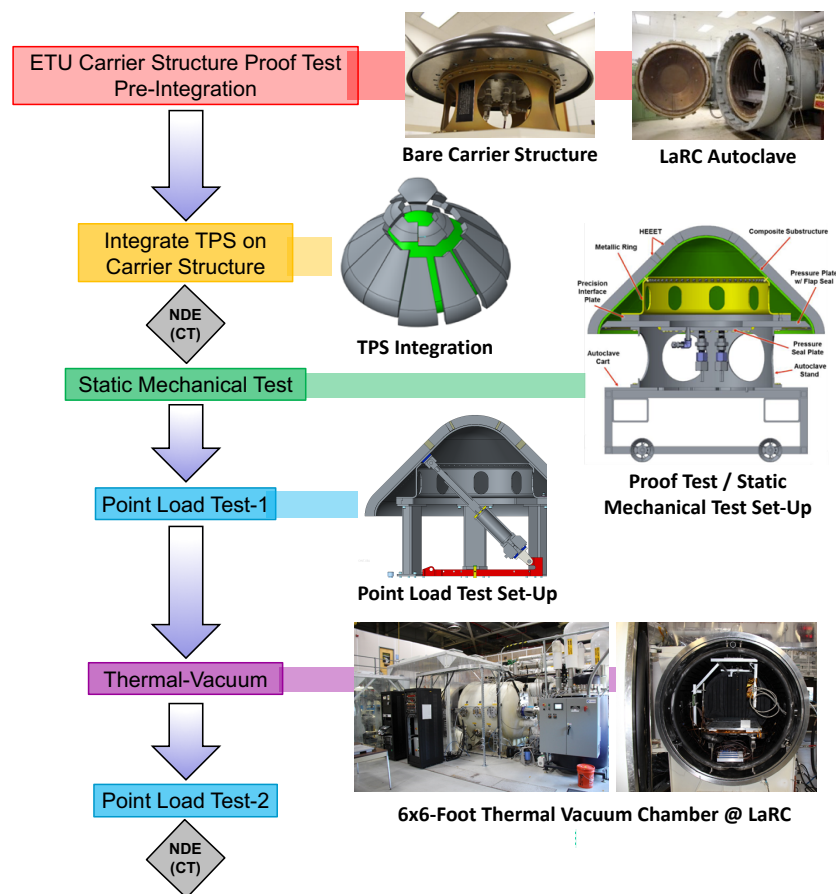 ETU Carrier Structure Proof Test
Pre-Integration
Bare Carrier Structure
LaRC Autoclave
Integrate TPS on
Carrier Structure
TPS Integration
HEEET
Composite Substructure
Metallic Ring
Pressure Plate
w/ Flap Seal
Precision
Interface
Plate
Pressure
Seal Plate
Autoclave
Cart
Autoclave
Stand
NDE
(CT)
Static Mechanical Test
Proof Test / Static
Mechanical Test Set-Up
Point Load Test-1
Point Load Test Set-Up
Thermal-Vacuum
6x6-Foot Thermal Vacuum Chamber @ LaRC
Point Load Test-2
NDE
(CT)